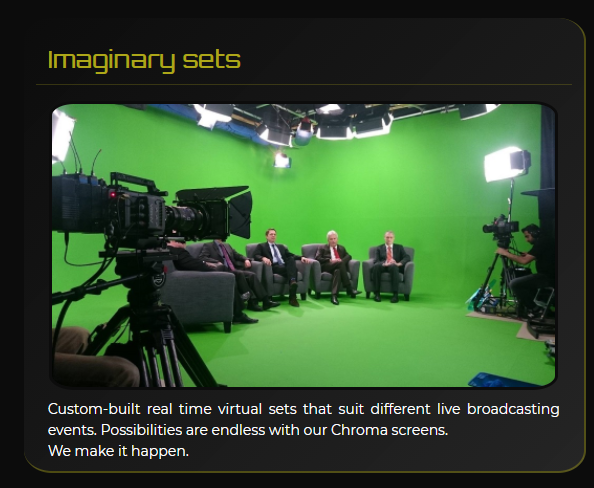 Imaginary sets
Custom-built real time virtual sets that suit different live broadcasting
events. Possibilities are endless with our Chroma screens.
We make it happen.